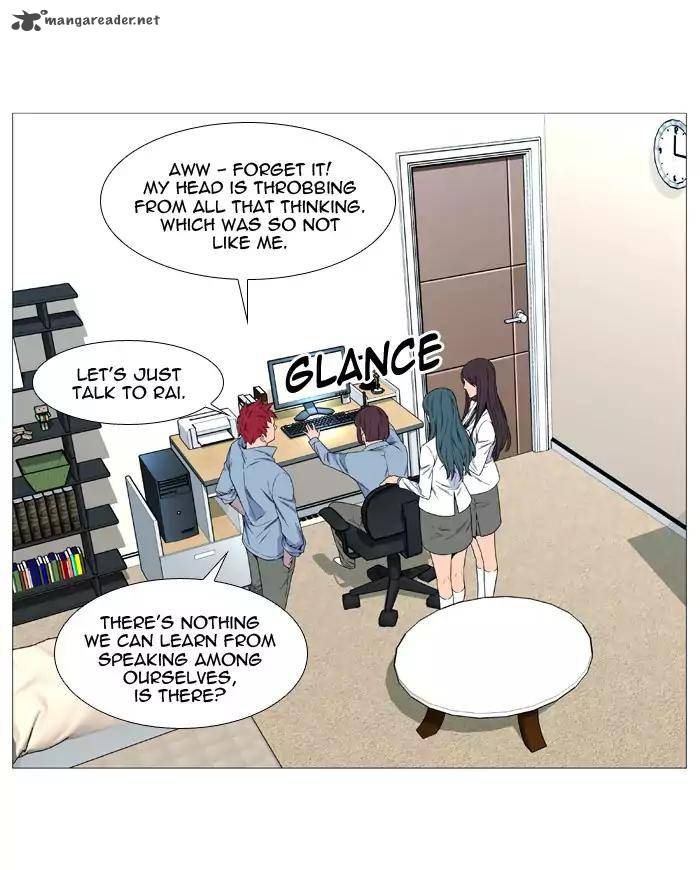 mangareader.net
AWW - FORGET IT!
MY HEAD IS THROBBING
FROM ALL THAT THINKING.
WHICH WAS SO NOT
LIKE ME.
GLANCE
LET'S JUST
TALK TO RAI.
THERE'S NOTHING
WE CAN LEARN FROM
SPEAKING AMONG
OURSELVES,
IS THERE?